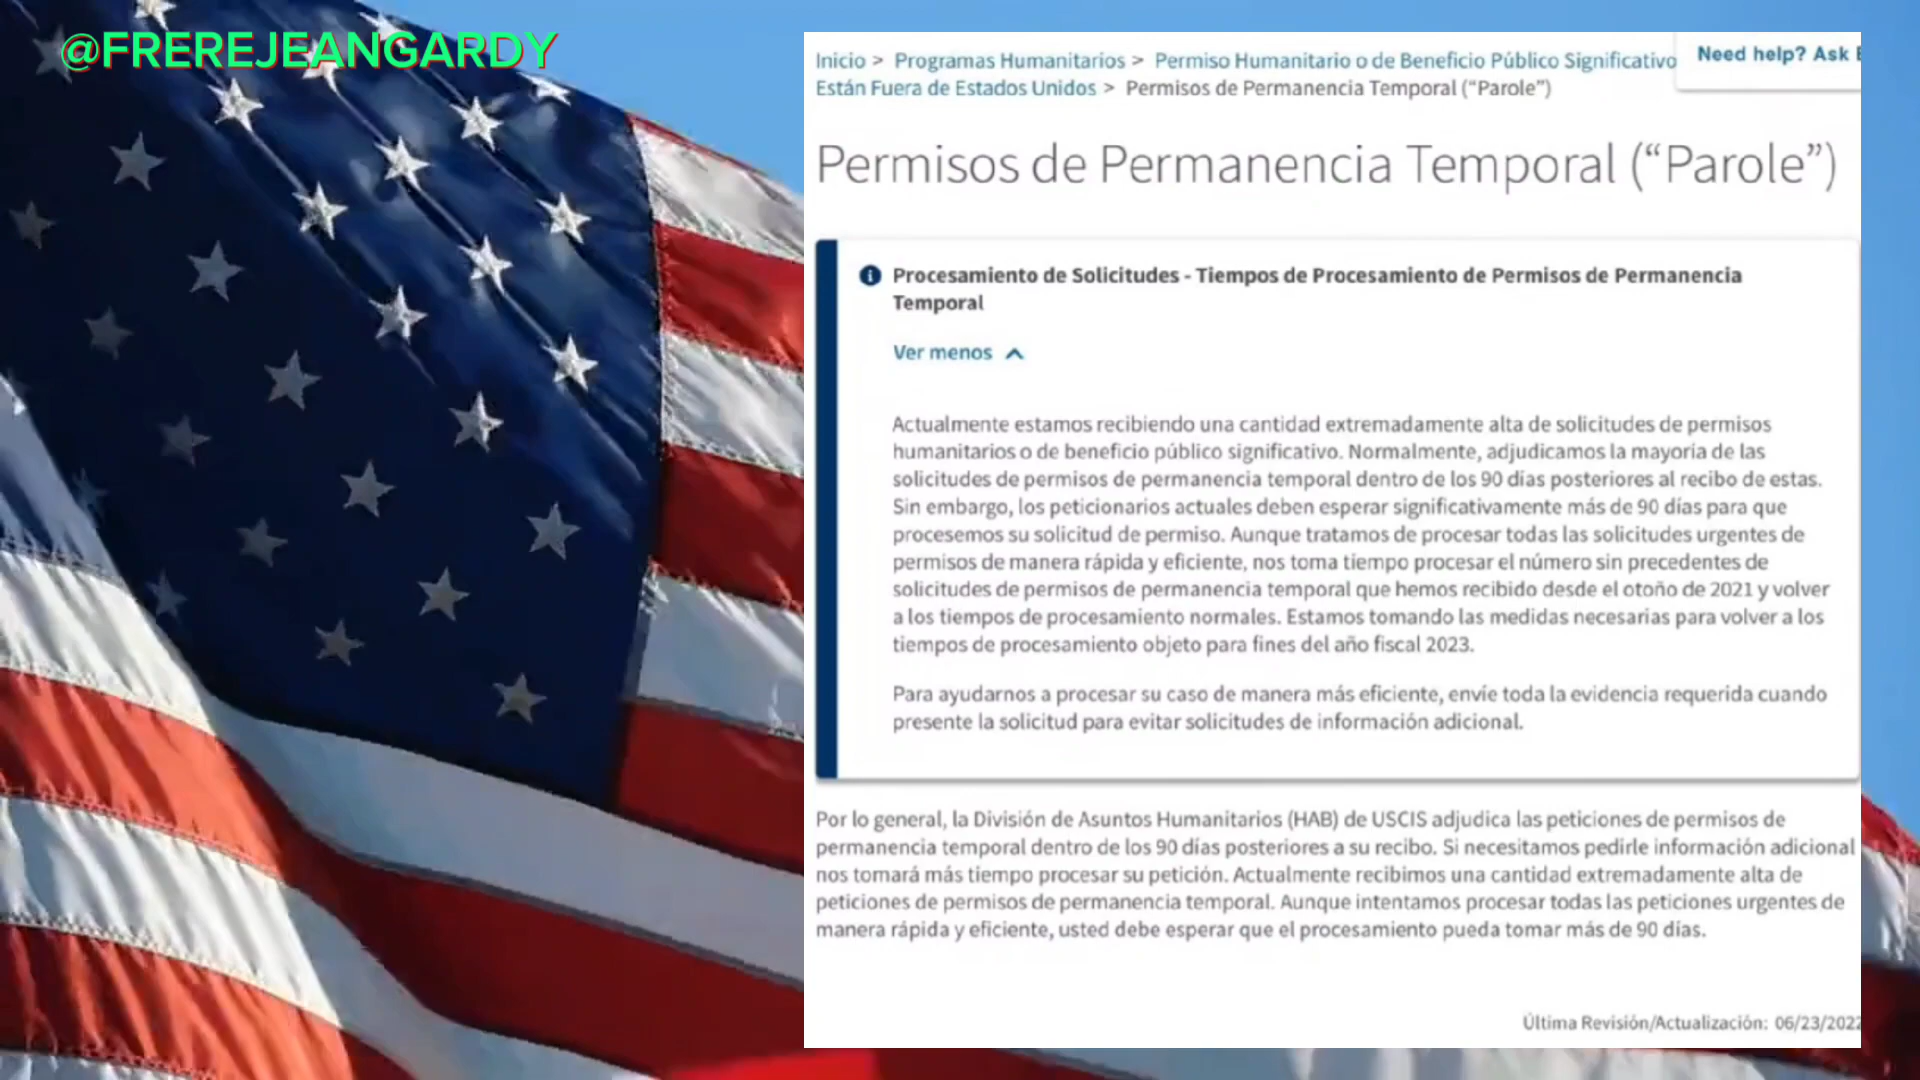 @FREREJEANGARDY
Inicio > Programas Humanitarios > Permiso Humanitario o de Beneficio Público Significativo
Need help? Ask
Están Fuera de Estados Unidos > Permisos de Permanencia Temporal (“Parole”)
Permisos de Permanencia Temporal (“Parole”)
Procesamiento de Solicitudes - Tiempos de Procesamiento de Permisos de Permanencia
Temporal
Ver menos
Actualmente estamos recibiendo una cantidad extremadamente alta de solicitudes de permisos
humanitarios o de beneficio público significativo. Normalmente, adjudicamos la mayoría de las
solicitudes de permisos de permanencia temporal dentro de los 90 días posteriores al recibo de estas.
Sin embargo, los peticionarios actuales deben esperar significativamente más de 90 días para que
procesemos su solicitud de permiso. Aunque tratamos de procesar todas las solicitudes urgentes de
permisos de manera rápida y eficiente, nos toma tiempo procesar el número sin precedentes de
solicitudes de permisos de permanencia temporal que hemos recibido desde el otoño de 2021 y volver
a los tiempos de procesamiento normales. Estamos tomando las medidas necesarias para volver a los
tiempos de procesamiento objeto para fines del año fiscal 2023.
Para ayudarnos a procesar su caso de manera más eficiente, envíe toda la evidencia requerida cuando
presente la solicitud para evitar solicitudes de información adicional.
Por lo general, la División de Asuntos Humanitarios (HAB) de USCIS adjudica las peticiones de permisos de
permanencia temporal dentro de los 90 días posteriores a su recibo. Si necesitamos pedirle información adicional
nos tomará más tiempo procesar su petición. Actualmente recibimos una cantidad extremadamente alta de
peticiones de permisos de permanencia temporal. Aunque intentamos procesar todas las peticiones urgentes de
manera rápida y eficiente, usted debe esperar que el procesamiento pueda tomar más de 90 días.
Última Revisión/Actualización: 06/23/2022